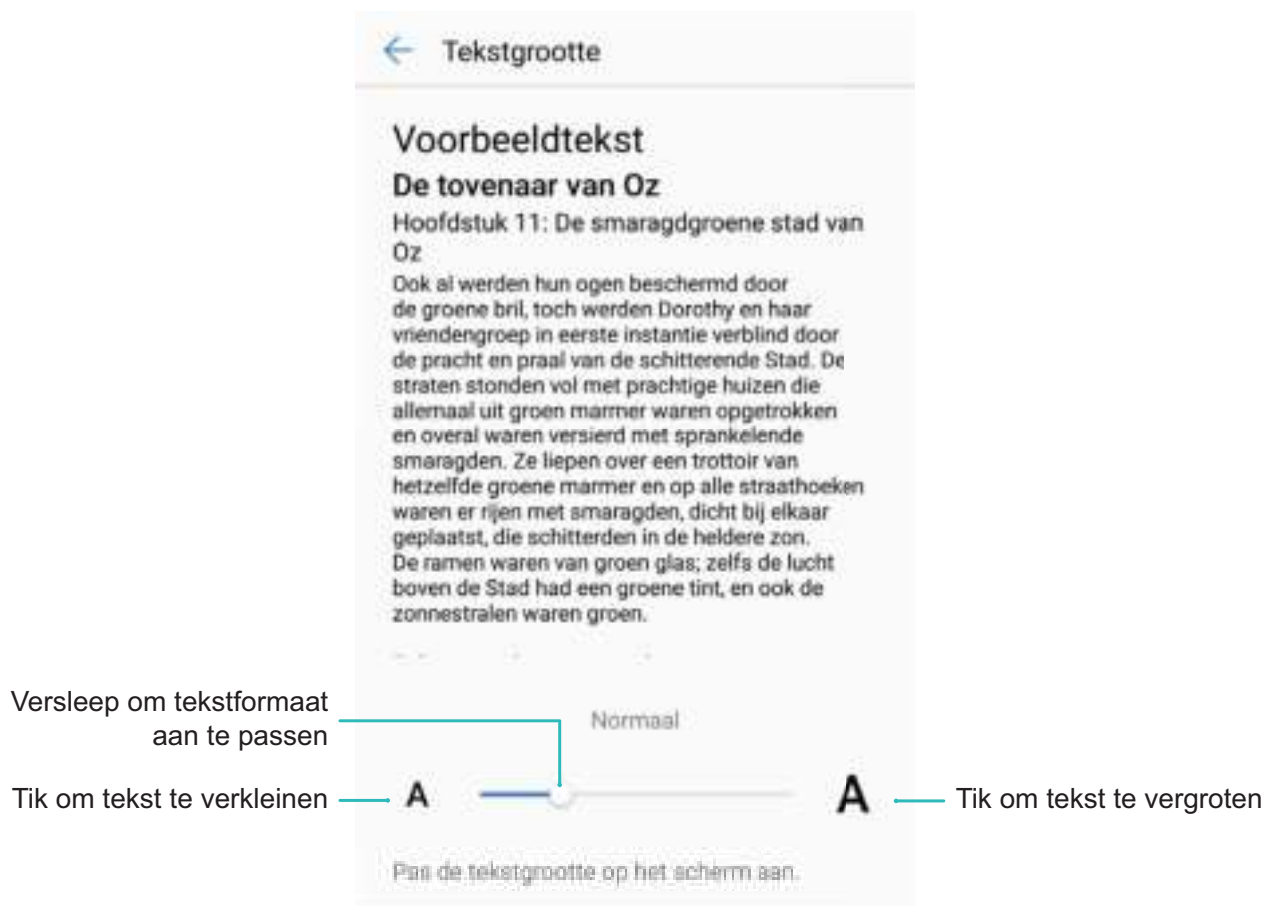 Tekstgrootte
Voorbeeldtekst
De tovenaar van Oz
Hoofdstuk 11: De smaragdgroene stad van
Oz
Ook al werden hun ogen beschermd door
de groene bril, toch werden Dorothy en haar
vriendengroep in eerste instantie verblind door
de pracht en praal van de schitterende Stad. De
straten stonden vol met prachtige huizen die
allemaal uit groen marmer waren opgetrokken
en overal waren versierd met sprankelende
smaragden. Ze liepen over een trottoir van
hetzelfde groene marmer en op alle straathoeken
waren er rijen met smaragden, dicht bij elkaar
geplaatst, die schitterden in de heldere zon.
De ramen waren van groen glas; zelfs de lucht
boven de Stad had een groene tint, en ook de
zonnestralen waren groen.
Versleep om tekstformaat
aan te passen
Normaal
Tik om tekst te verkleinen
A
A
Tik om tekst te vergroten
Pas de tekstgrootte op het scherm aan.